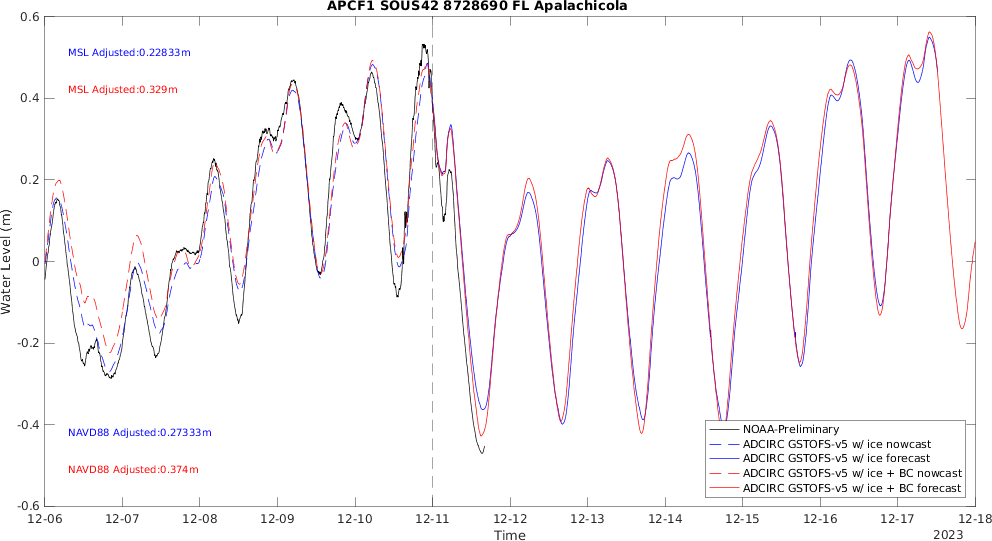 APCF1 SOUS42 8728690 FL Apalachicola
0.6
0.4
0.2
0
-0.2
-0.4
-0.6
Water Level (m)
MSL Adjusted:0.22833m
MSL Adjusted:0.329m
NAVD88 Adjusted:0.27333m
NAVD88 Adjusted:0.374m
NOAA-Preliminary
ADCIRC GSTOFS-v5 w/ ice nowcast
ADCIRC GSTOFS-v5 w/ ice forecast
ADCIRC GSTOFS-v5 w/ ice + BC nowcast
ADCIRC GSTOFS-v5 w/ ice + BC forecast
12-06 12-07 12-08 12-09 12-10 12-11 12-12 12-13 12-14 12-15 12-16 12-17 12-18
Time
2023